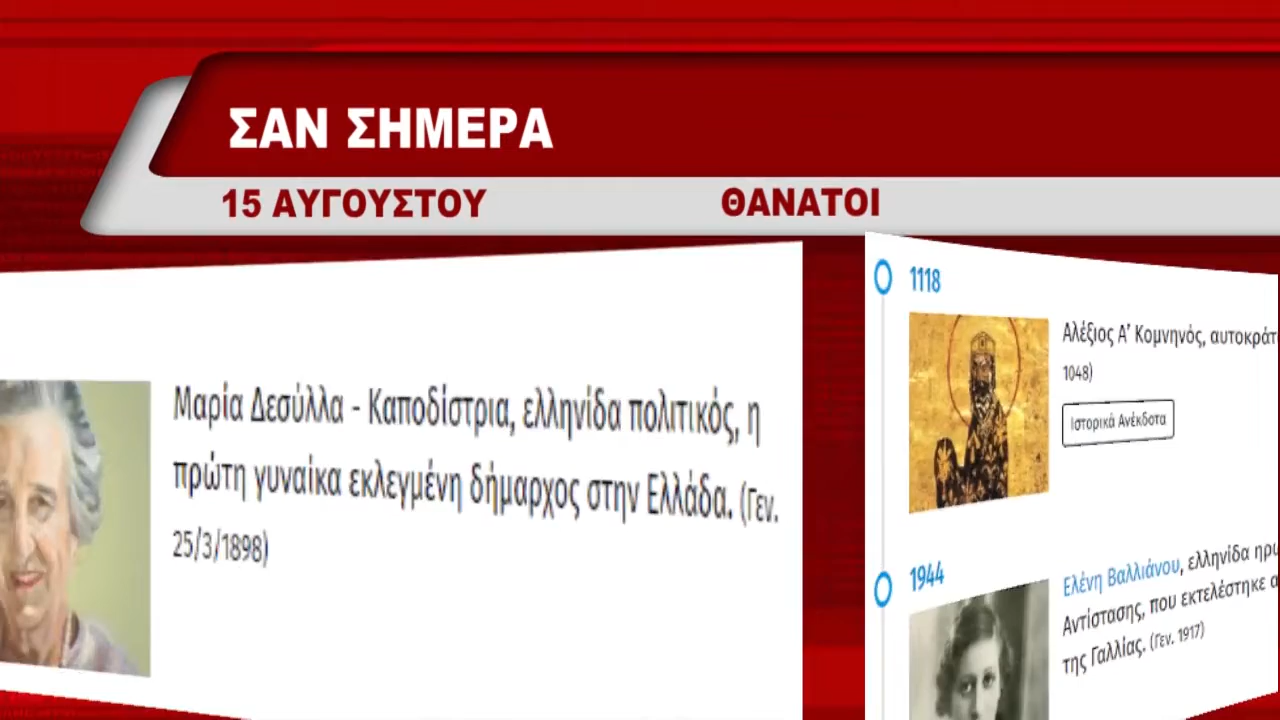 ΣΑΝ ΣΗΜΕΡΑ
15 ΑΥΓΟΥΣΤΟΥ
ΘΑΝΑΤΟΙ
Μαρία Δεσύλλα - Καποδίστρια, ελληνίδα πολιτικός, η
πρώτη γυναίκα εκλεγμένη δήμαρχος στην Ελλάδα. (Γεν.
25/3/1898)
1118
Αλέξιος Α’ Κομνηνός,
1048)
Ιστορικά Ανέκδοτα
1944
Ελένη Βαλλιάνου, ελληνίδα
Αντίστασης, που εκτελέστηκε
της Γαλλίας. (Γεν. 1917)